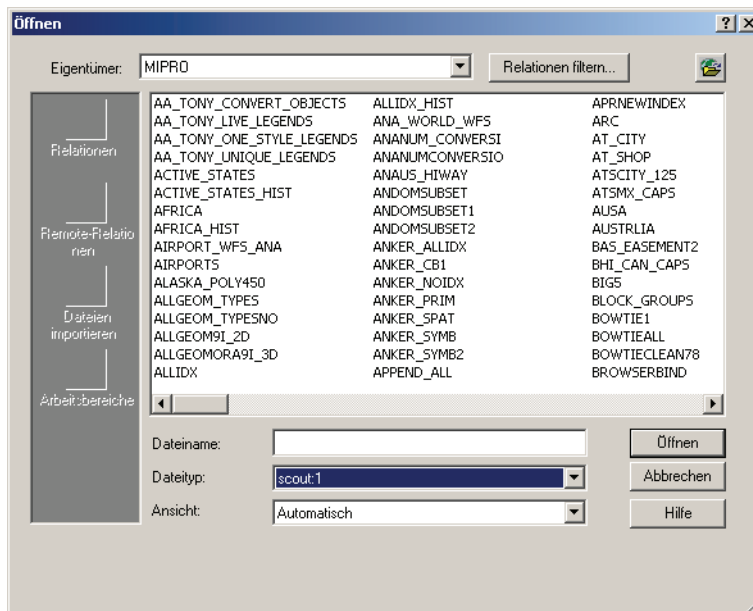 Öffnen
Eigentümer: MIPRO Relationen filtern...
Relationen
Remote-Relatio
nen
Dateien
importieren
Arbeitsbereiche
AA_TONY_CONVERT_OBJECTS ALLIDX_HIST APRNEWINDEX
AA_TONY_LIVE_LEGENDS ANA_WORLD_WFS ARC
AA_TONY_ONE_STYLE_LEGENDS ANANUM_CONVERSI AT_CITY
AA_TONY_UNIQUE_LEGENDS ANANUMCONVERSIO AT_SHOP
ACTIVE_STATES ANAUS_HIWAY ATSCITY_125
ACTIVE_STATES_HIST ANDOMSUBSET ATSMX_CAPS
AFRICA ANDOMSUBSET1 AUSA
AFRICA_HIST ANDOMSUBSET2 AUSTRLIA
AIRPORT_WFS_ANA ANKER_ALLIDX BAS_EASEMENT2
AIRPORTS ANKER_CB1 BHI_CAN_CAPS
ALASKA_POLY450 ANKER_NOIDX BIG5
ALLGEOM_TYPES ANKER_PRIM BLOCK_GROUPS
ALLGEOM_TYPESNO ANKER_SPAT BOWTIE1
ALLGEOM9I_2D ANKER_SYMB BOWTIEALL
ALLGEOMORA9I_3D ANKER_SYMB2 BOWTIECLEAN78
ALLIDX APPEND_ALL BROWSERBIND
Dateiname: Öffnen
Dateityp: scout:1 Abbrechen
Ansicht: Automatisch Hilfe